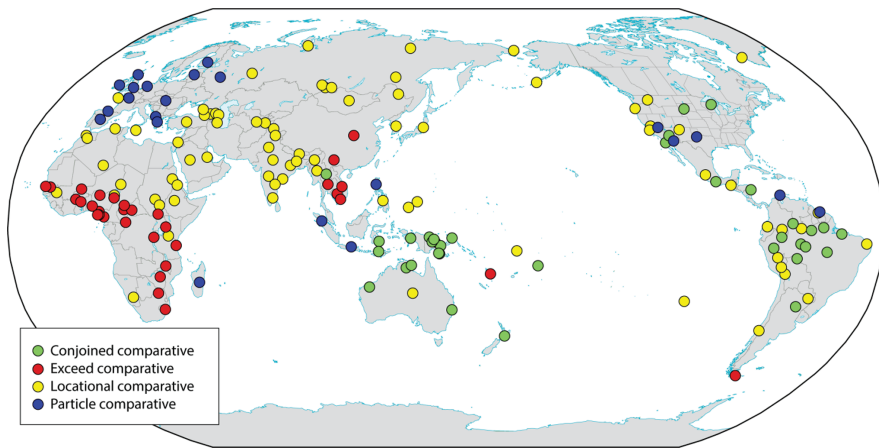 Conjoined comparative
Exceed comparative
Locational comparative
Particle comparative